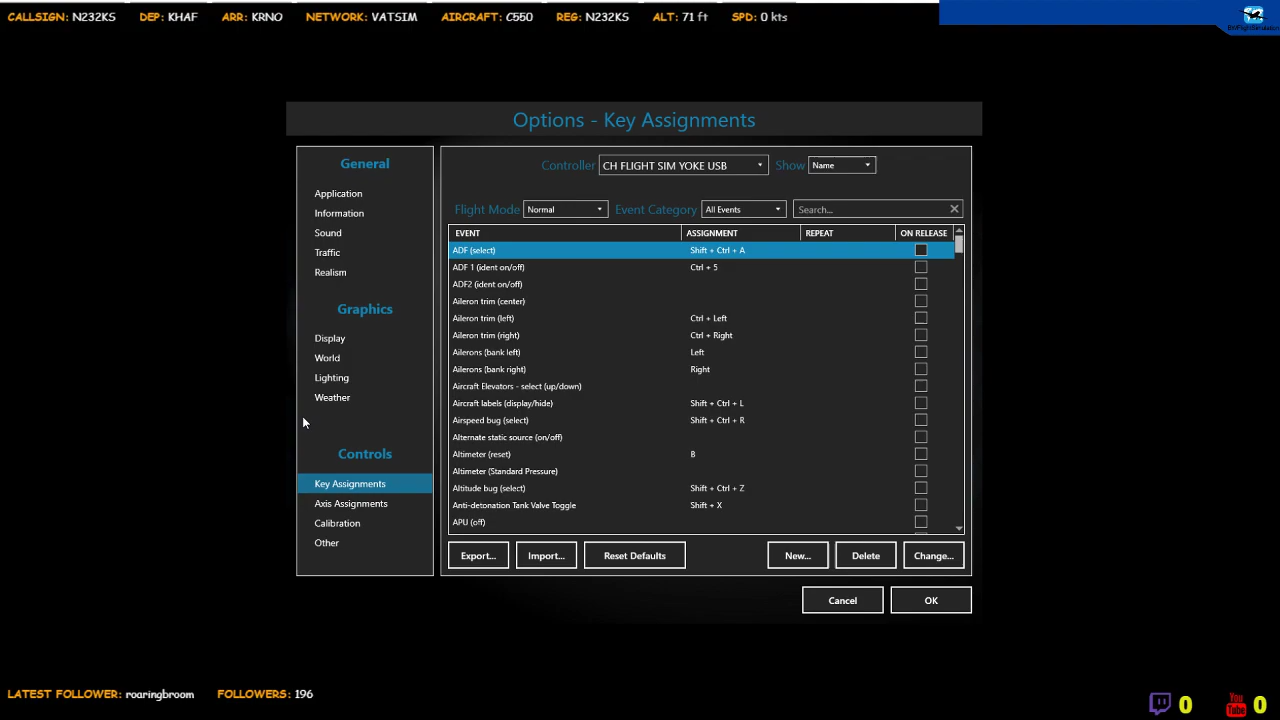 CALLSIGN: N232KS DEP: KHAF ARR: KRNO NETWORK: VATSIM AIRCRAFT: C550 REG: N232KS ALT: 71 ft SPD: 0 kts
Options - Key Assignments
General
Application
Information
Sound
Traffic
Realism
Graphics
Display
World
Lighting
Weather
Controls
Key Assignments
Axis Assignments
Calibration
Other
Controller CH FLIGHT SIM YOKE USB Show Name
Flight Mode Normal Event Category All Events Search...
EVENT ASSIGNMENT REPEAT ON RELEASE
ADF (select) Shift + Ctrl + A
ADF 1 (ident on/off) Ctrl + 5
ADF2 (ident on/off)
Aileron trim (center)
Aileron trim (left) Ctrl + Left
Aileron trim (right) Ctrl + Right
Ailerons (bank left) Left
Ailerons (bank right) Right
Aircraft Elevators - select (up/down)
Aircraft labels (display/hide) Shift + Ctrl + L
Airspeed bug (select) Shift + Ctrl + R
Alternate static source (on/off)
Altimeter (reset) B
Altimeter (Standard Pressure)
Altitude bug (select) Shift + Ctrl + Z
Anti-detonation Tank Valve Toggle Shift + X
APU (off)
Export... Import... Reset Defaults New... Delete Change...
Cancel OK
LATEST FOLLOWER: roaringbroom FOLLOWERS: 196
0 You Tube 0